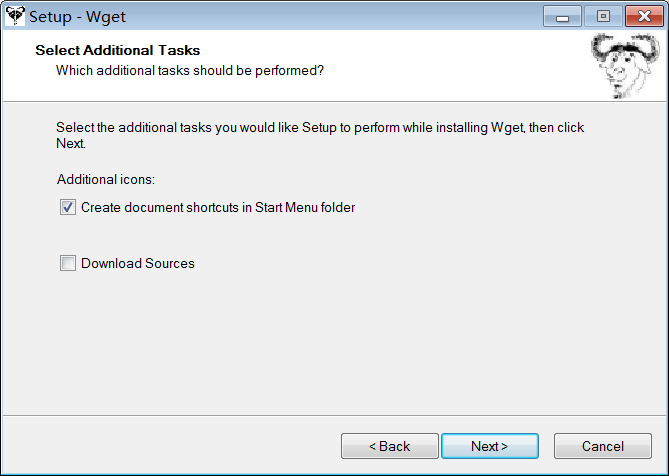 Setup - Wget
Select Additional Tasks
Which additional tasks should be performed?
Select the additional tasks you would like Setup to perform while installing Wget, then click
Next.
Additional icons:
Create document shortcuts in Start Menu folder
Download Sources
< Back
Next >
Cancel